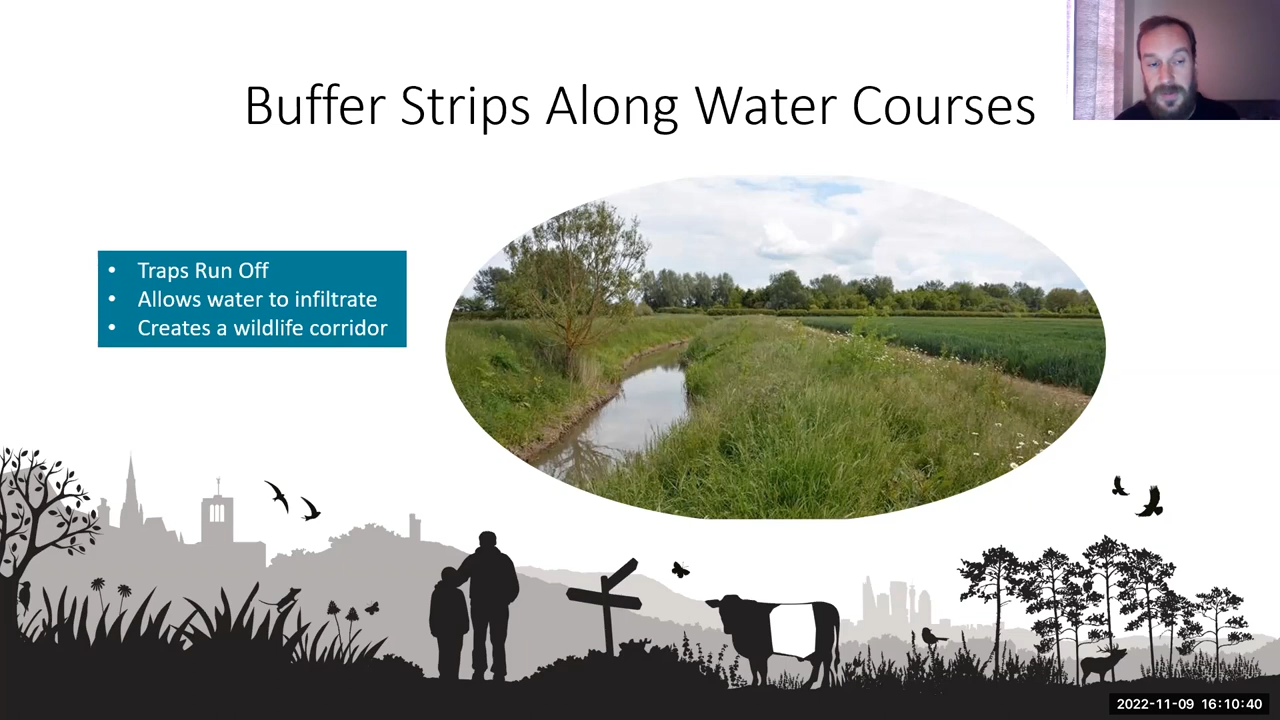 Buffer Strips Along Water Courses
• Traps Run Off
• Allows water to infiltrate
• Creates a wildlife corridor
2022-11-09 16:10:40